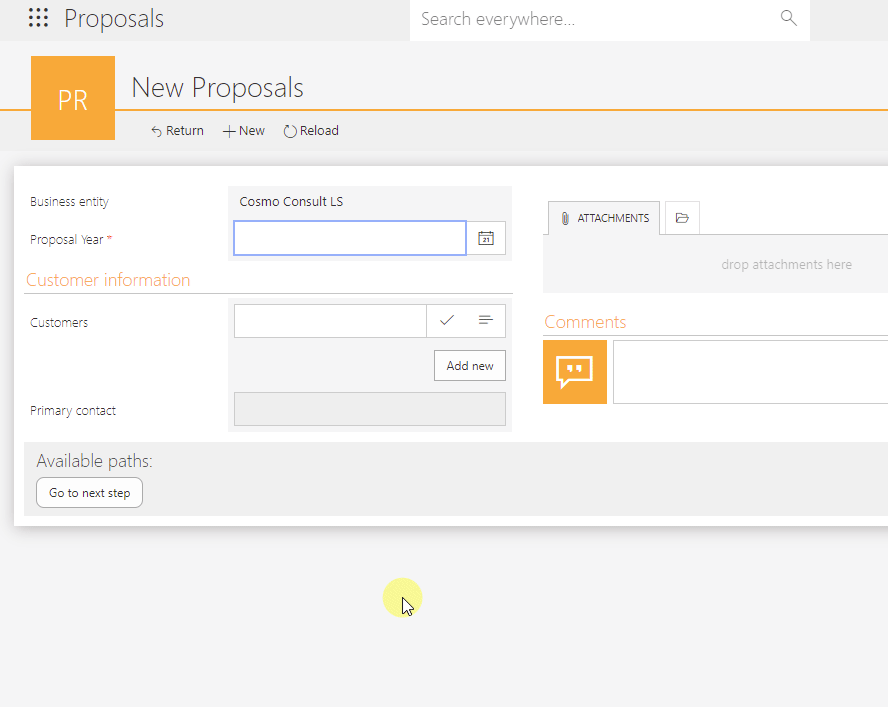 Proposals
Search everywhere...
PR
New Proposals
Return
New
Reload
Business entity
Cosmo Consult LS
Proposal Year *
21
Customer information
Customers
Add new
Primary contact
ATTACHMENTS
drop attachments here
Comments
Available paths:
Go to next step